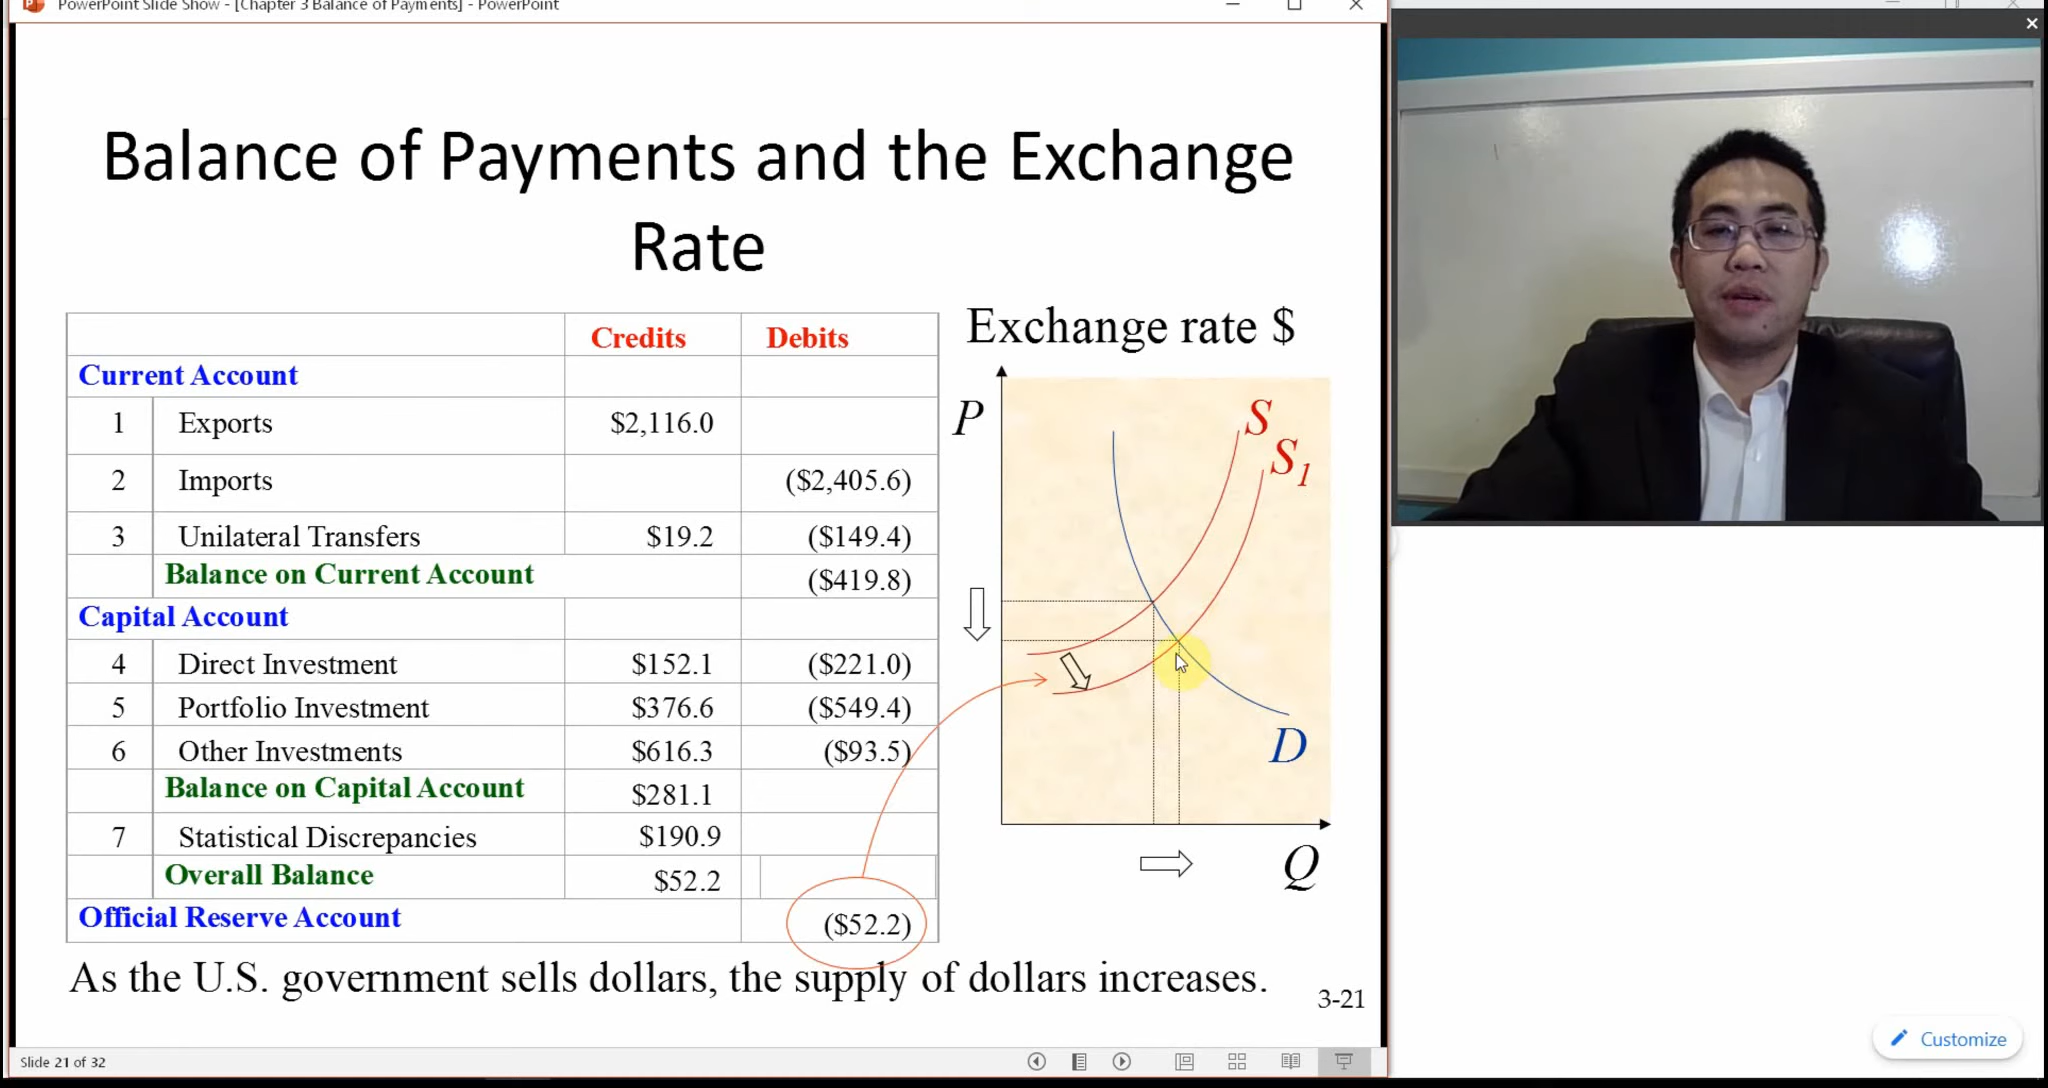 PowerPoint Slide Show - [Chapter 3 Balance of Payments] - PowerPoint
Balance of Payments and the Exchange
Rate
Credits Debits
Current Account
1 Exports $2,116.0
2 Imports ($2,405.6)
3 Unilateral Transfers $19.2 ($149.4)
Balance on Current Account ($419.8)
Capital Account
4 Direct Investment $152.1 ($221.0)
5 Portfolio Investment $376.6 ($549.4)
6 Other Investments $616.3 ($93.5)
Balance on Capital Account $281.1
7 Statistical Discrepancies $190.9
Overall Balance $52.2
Official Reserve Account ($52.2)
Exchange rate $
P
S
S1
D
Q
As the U.S. government sells dollars, the supply of dollars increases.
3-21
Slide 21 of 32
Customize